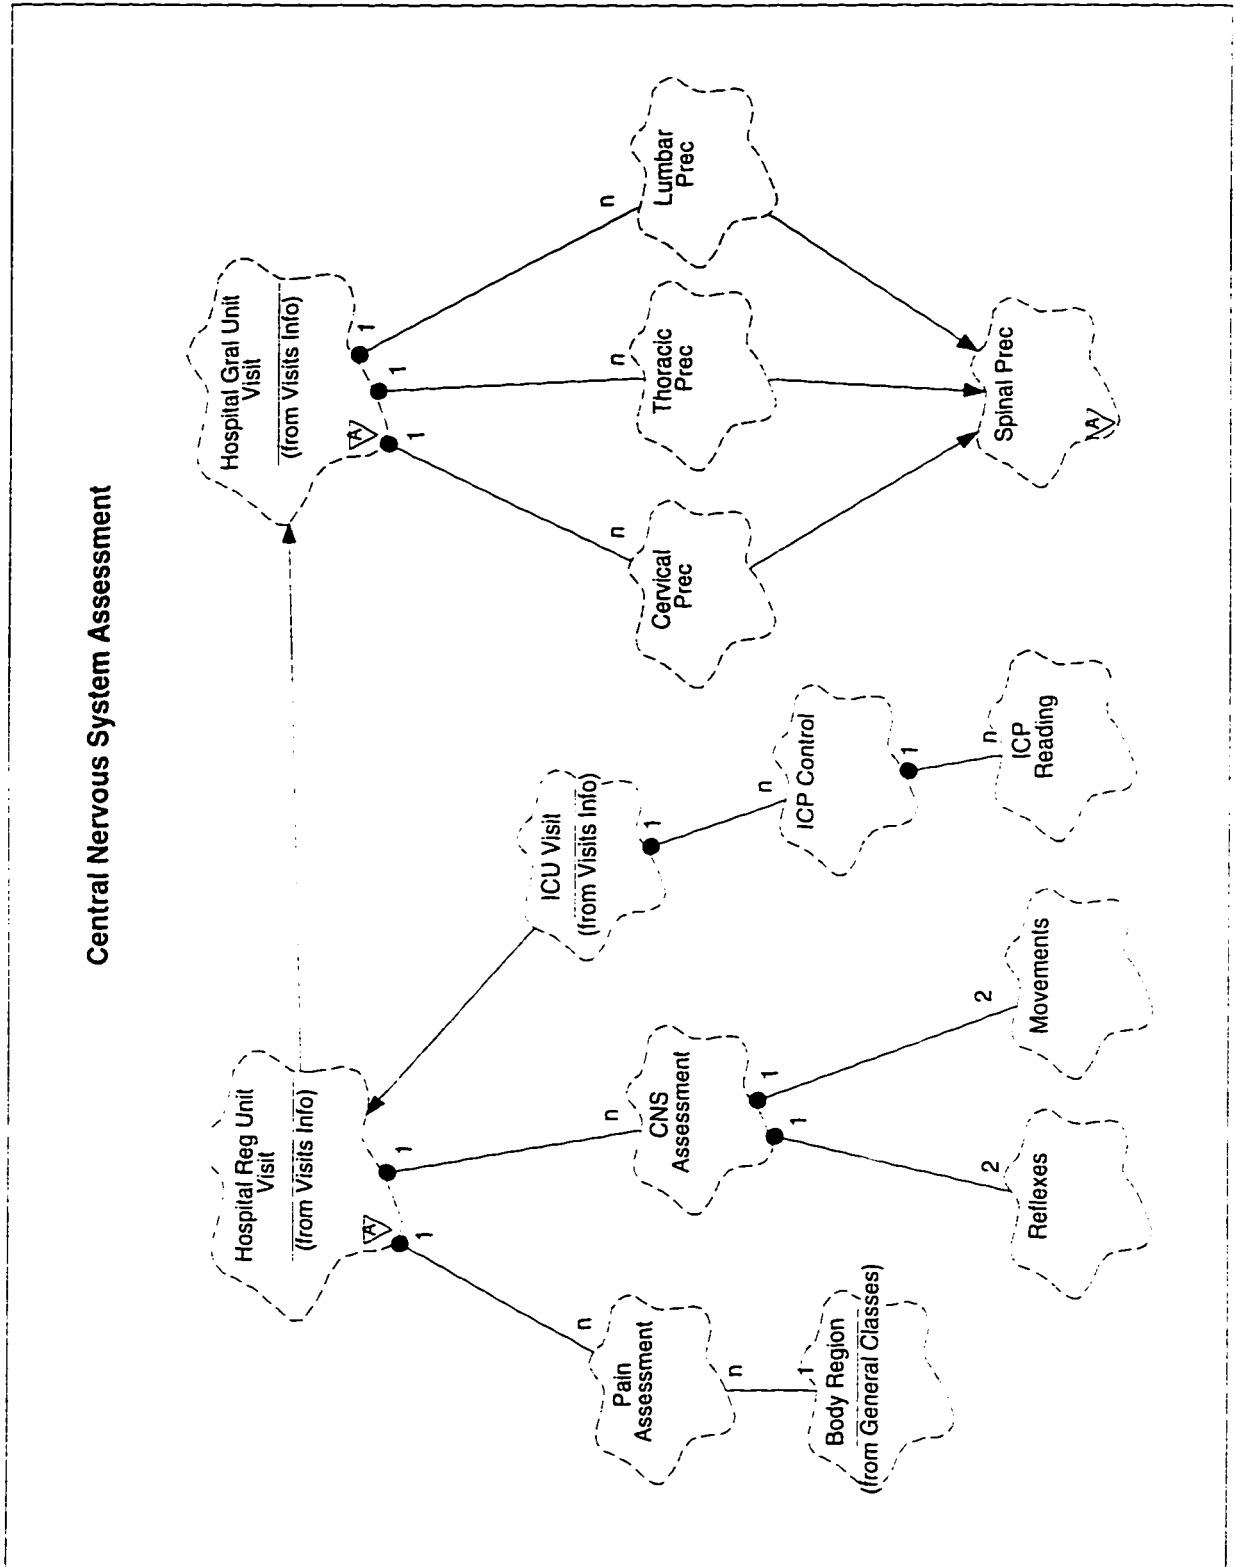 Central Nervous System Assessment
Hospital Reg Unit
Visit
(from Visits Info)
A
1
1
Hospital Gral Unit
Visit
(from Visits Info)
A
1
1
1
ICU Visit
(from Visits Info)
1
n
Pain
Assessment
n
n
CNS
Assessment
1
1
n
ICP Control
1
n
Cervical
Prec
n
Thoracic
Prec
n
Lumbar
Prec
1
Body Region
(from General Classes)
2
Reflexes
2
Movements
n
ICP
Reading
Spinal Prec
A